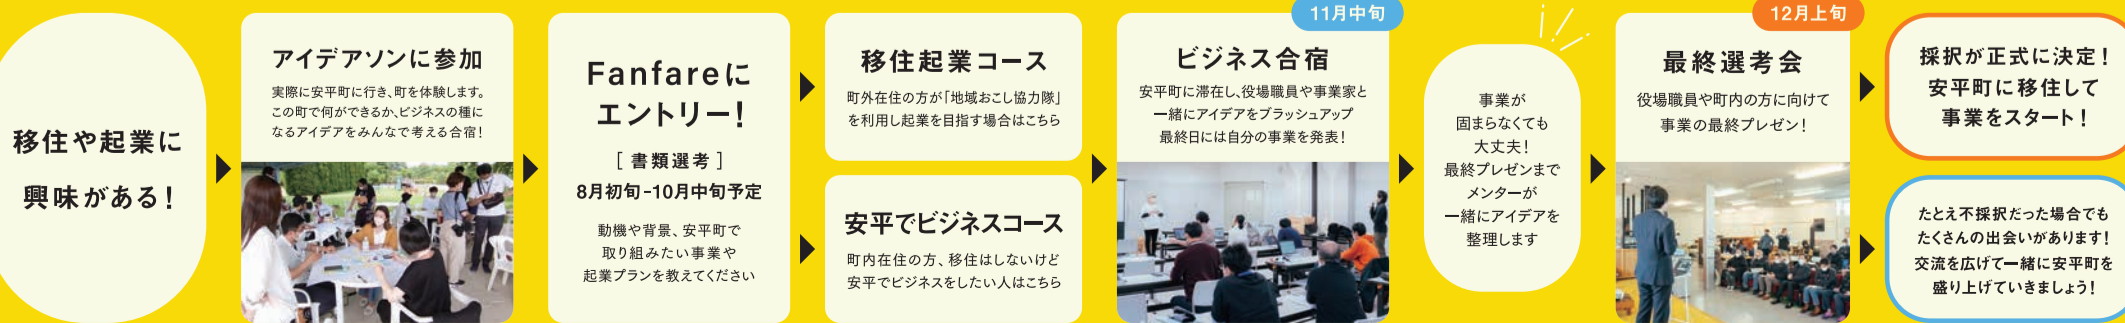 移住や起業に
興味がある！
アイデアソンに参加
実際に安平町に行き、町を体験します。
この町で何ができるか、ビジネスの種に
なるアイデアをみんなで考える合宿！
Fanfareに
エントリー！
［書類選考］
8月初旬-10月中旬予定
動機や背景、安平町で
取り組みたい事業や
起業プランを教えてください
移住起業コース
町外在住の方が「地域おこし協力隊」
を利用し起業を目指す場合はこちら
安平でビジネスコース
町内在住の方、移住はしないけど
安平でビジネスをしたい人はこちら
11月中旬
ビジネス合宿
安平町に滞在し、役場職員や事業家と
一緒にアイデアをブラッシュアップ
最終日には自分の事業を発表！
事業が
固まらなくても
大丈夫！
最終プレゼンまで
メンターが
一緒にアイデアを
整理します
12月上旬
最終選考会
役場職員や町内の方に向けて
事業の最終プレゼン！
採択が正式に決定！
安平町に移住して
事業をスタート！
たとえ不採択だった場合でも
たくさんの出会いがあります！
交流を広げて一緒に安平町を
盛り上げていきましょう！